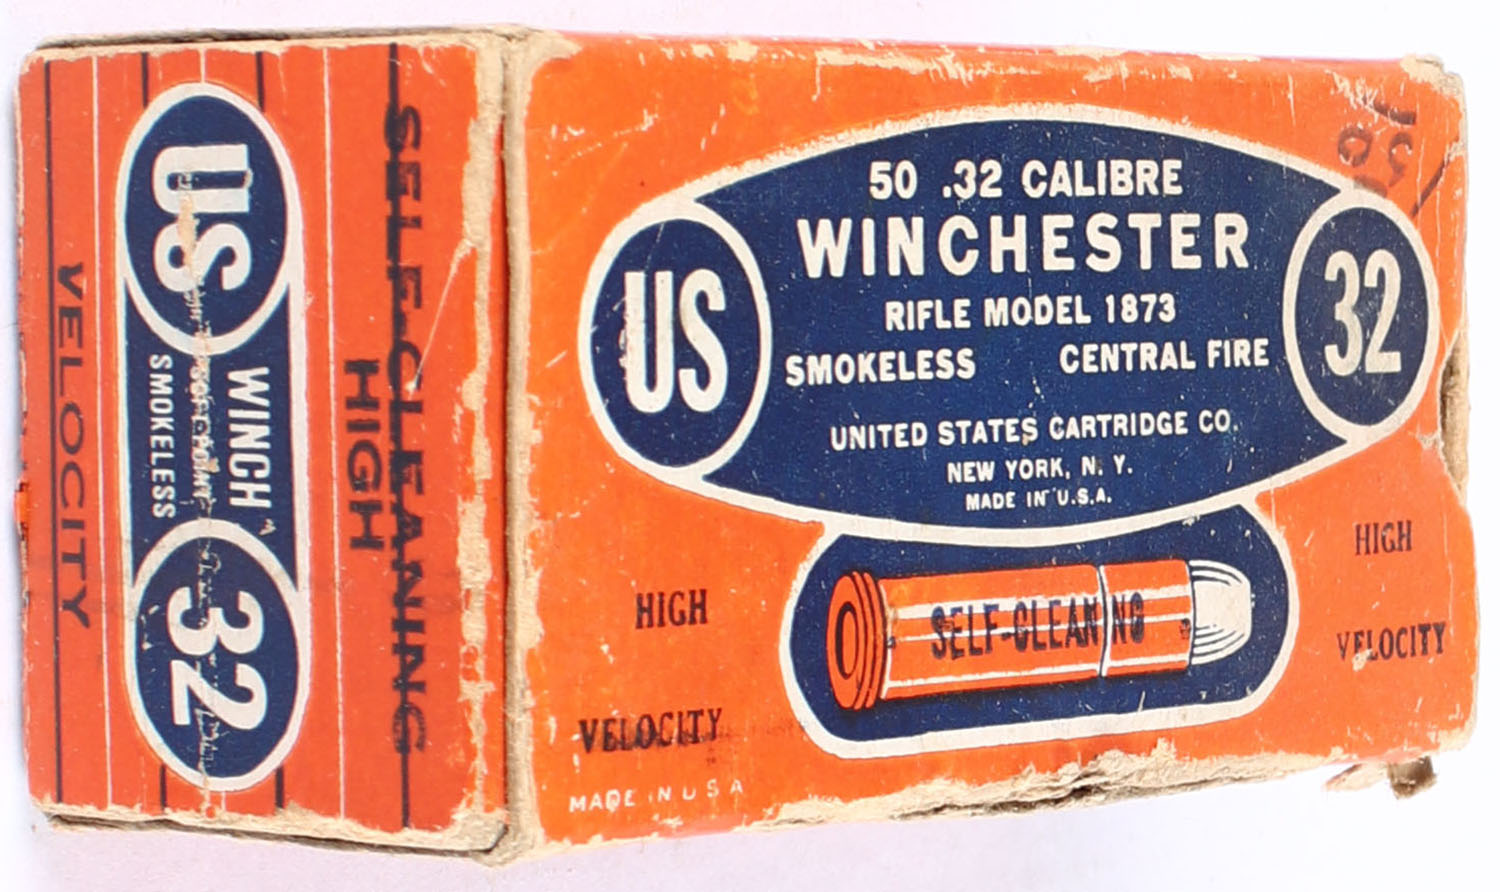 SELF-CLEANING
HIGH
VELOCITY
US
WINCH
SMOKELESS
32
50 .32 CALIBRE
WINCHESTER
RIFLE MODEL 1873
SMOKELESS CENTRAL FIRE
US
32
UNITED STATES CARTRIDGE CO.
NEW YORK, N.Y.
MADE IN U.S.A.
SELF-CLEANING
HIGH
VELOCITY
HIGH
VELOCITY
MADE IN U S A